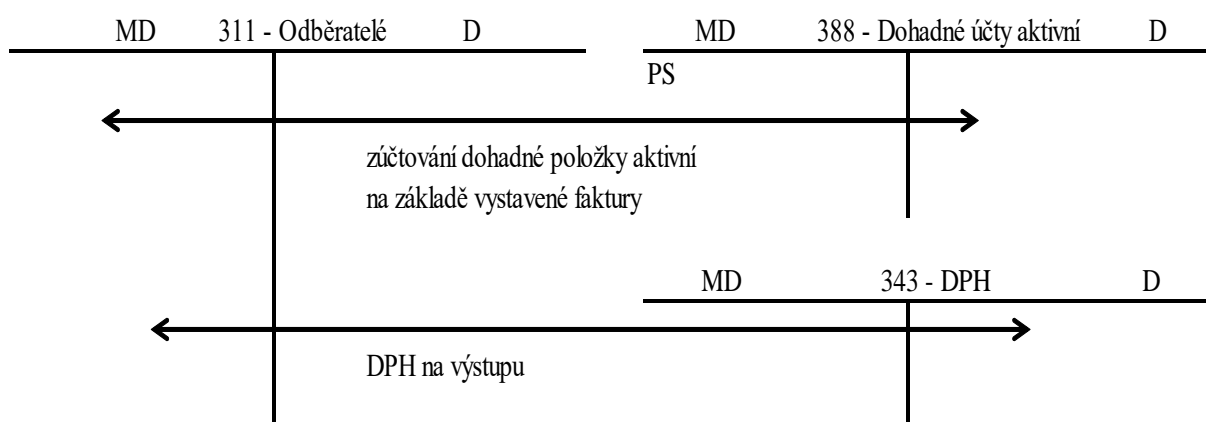 MD 311 - Odběratelé D MD 388 - Dohadné účty aktivní D
PS
zúčtování dohadné položky aktivní
na základě vystavené faktury
MD 343 - DPH D
DPH na výstupu